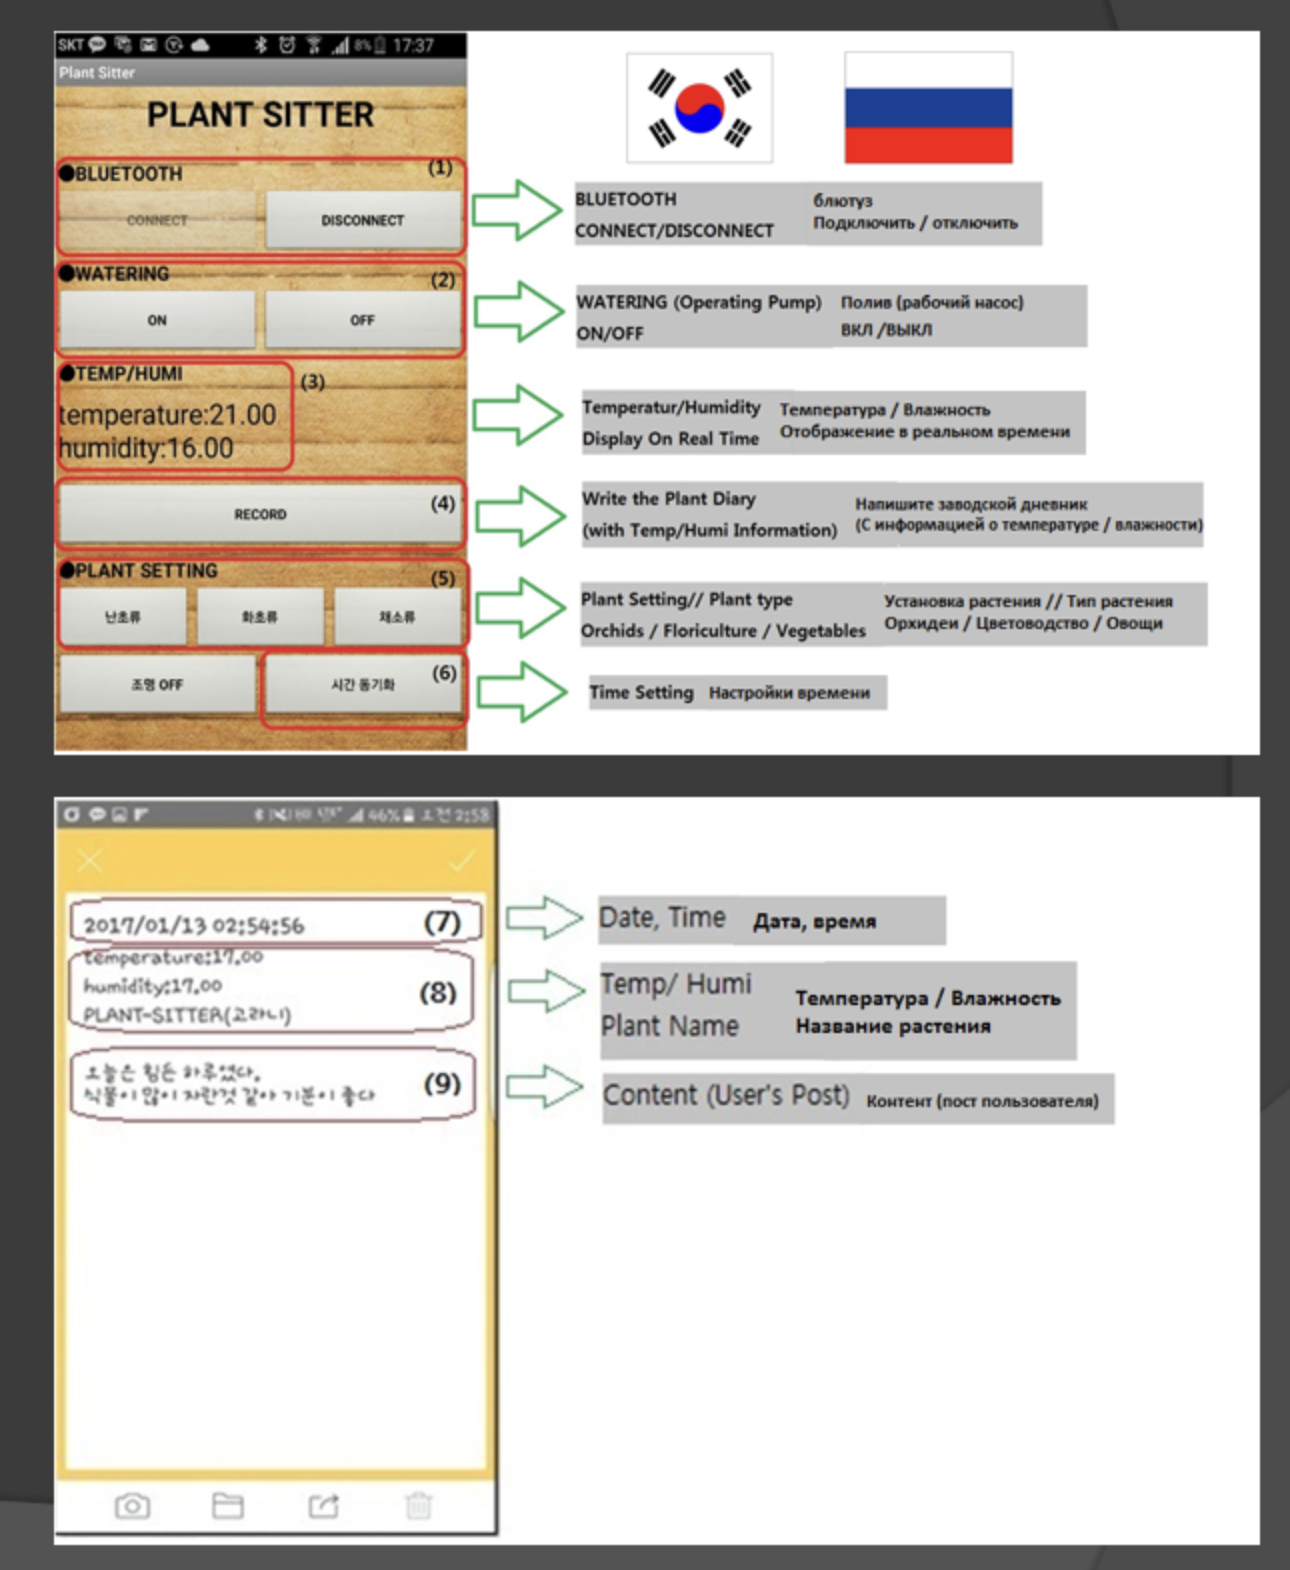 SKT 8% 17:37
Plant Sitter
PLANT SITTER
●BLUETOOTH (1)
CONNECT DISCONNECT
BLUETOOTH
CONNECT/DISCONNECT
блютуз
Подключить / отключить
●WATERING (2)
ON OFF
WATERING (Operating Pump)
ON/OFF
Полив (рабочий насос)
ВКЛ /ВЫКЛ
●TEMP/HUMI (3)
temperature:21.00
humidity:16.00
Temperatur/Humidity
Display On Real Time
Температура / Влажность
Отображение в реальном времени
RECORD (4)
Write the Plant Diary
(with Temp/Humi Information)
Напишите заводской дневник
(С информацией о температуре / влажности)
●PLANT SETTING (5)
난초류 화초류 채소류
Plant Setting// Plant type
Orchids / Floriculture / Vegetables
Установка растения // Тип растения
Орхидеи / Цветоводство / Овощи
조명 OFF 시간 동기화 (6)
Time Setting Настройки времени
46% 오전 2:58
2017/01/13 02:54:56 (7)
Date, Time Дата, время
temperature:17.00
humidity:17.00 (8)
PLANT-SITTER(고라니)
Temp/ Humi
Plant Name
Температура / Влажность
Название растения
오늘은 힘든 하루였다.
식물이 많이 자란것 같아 기분이 좋다
(9)
Content (User's Post) Контент (пост пользователя)